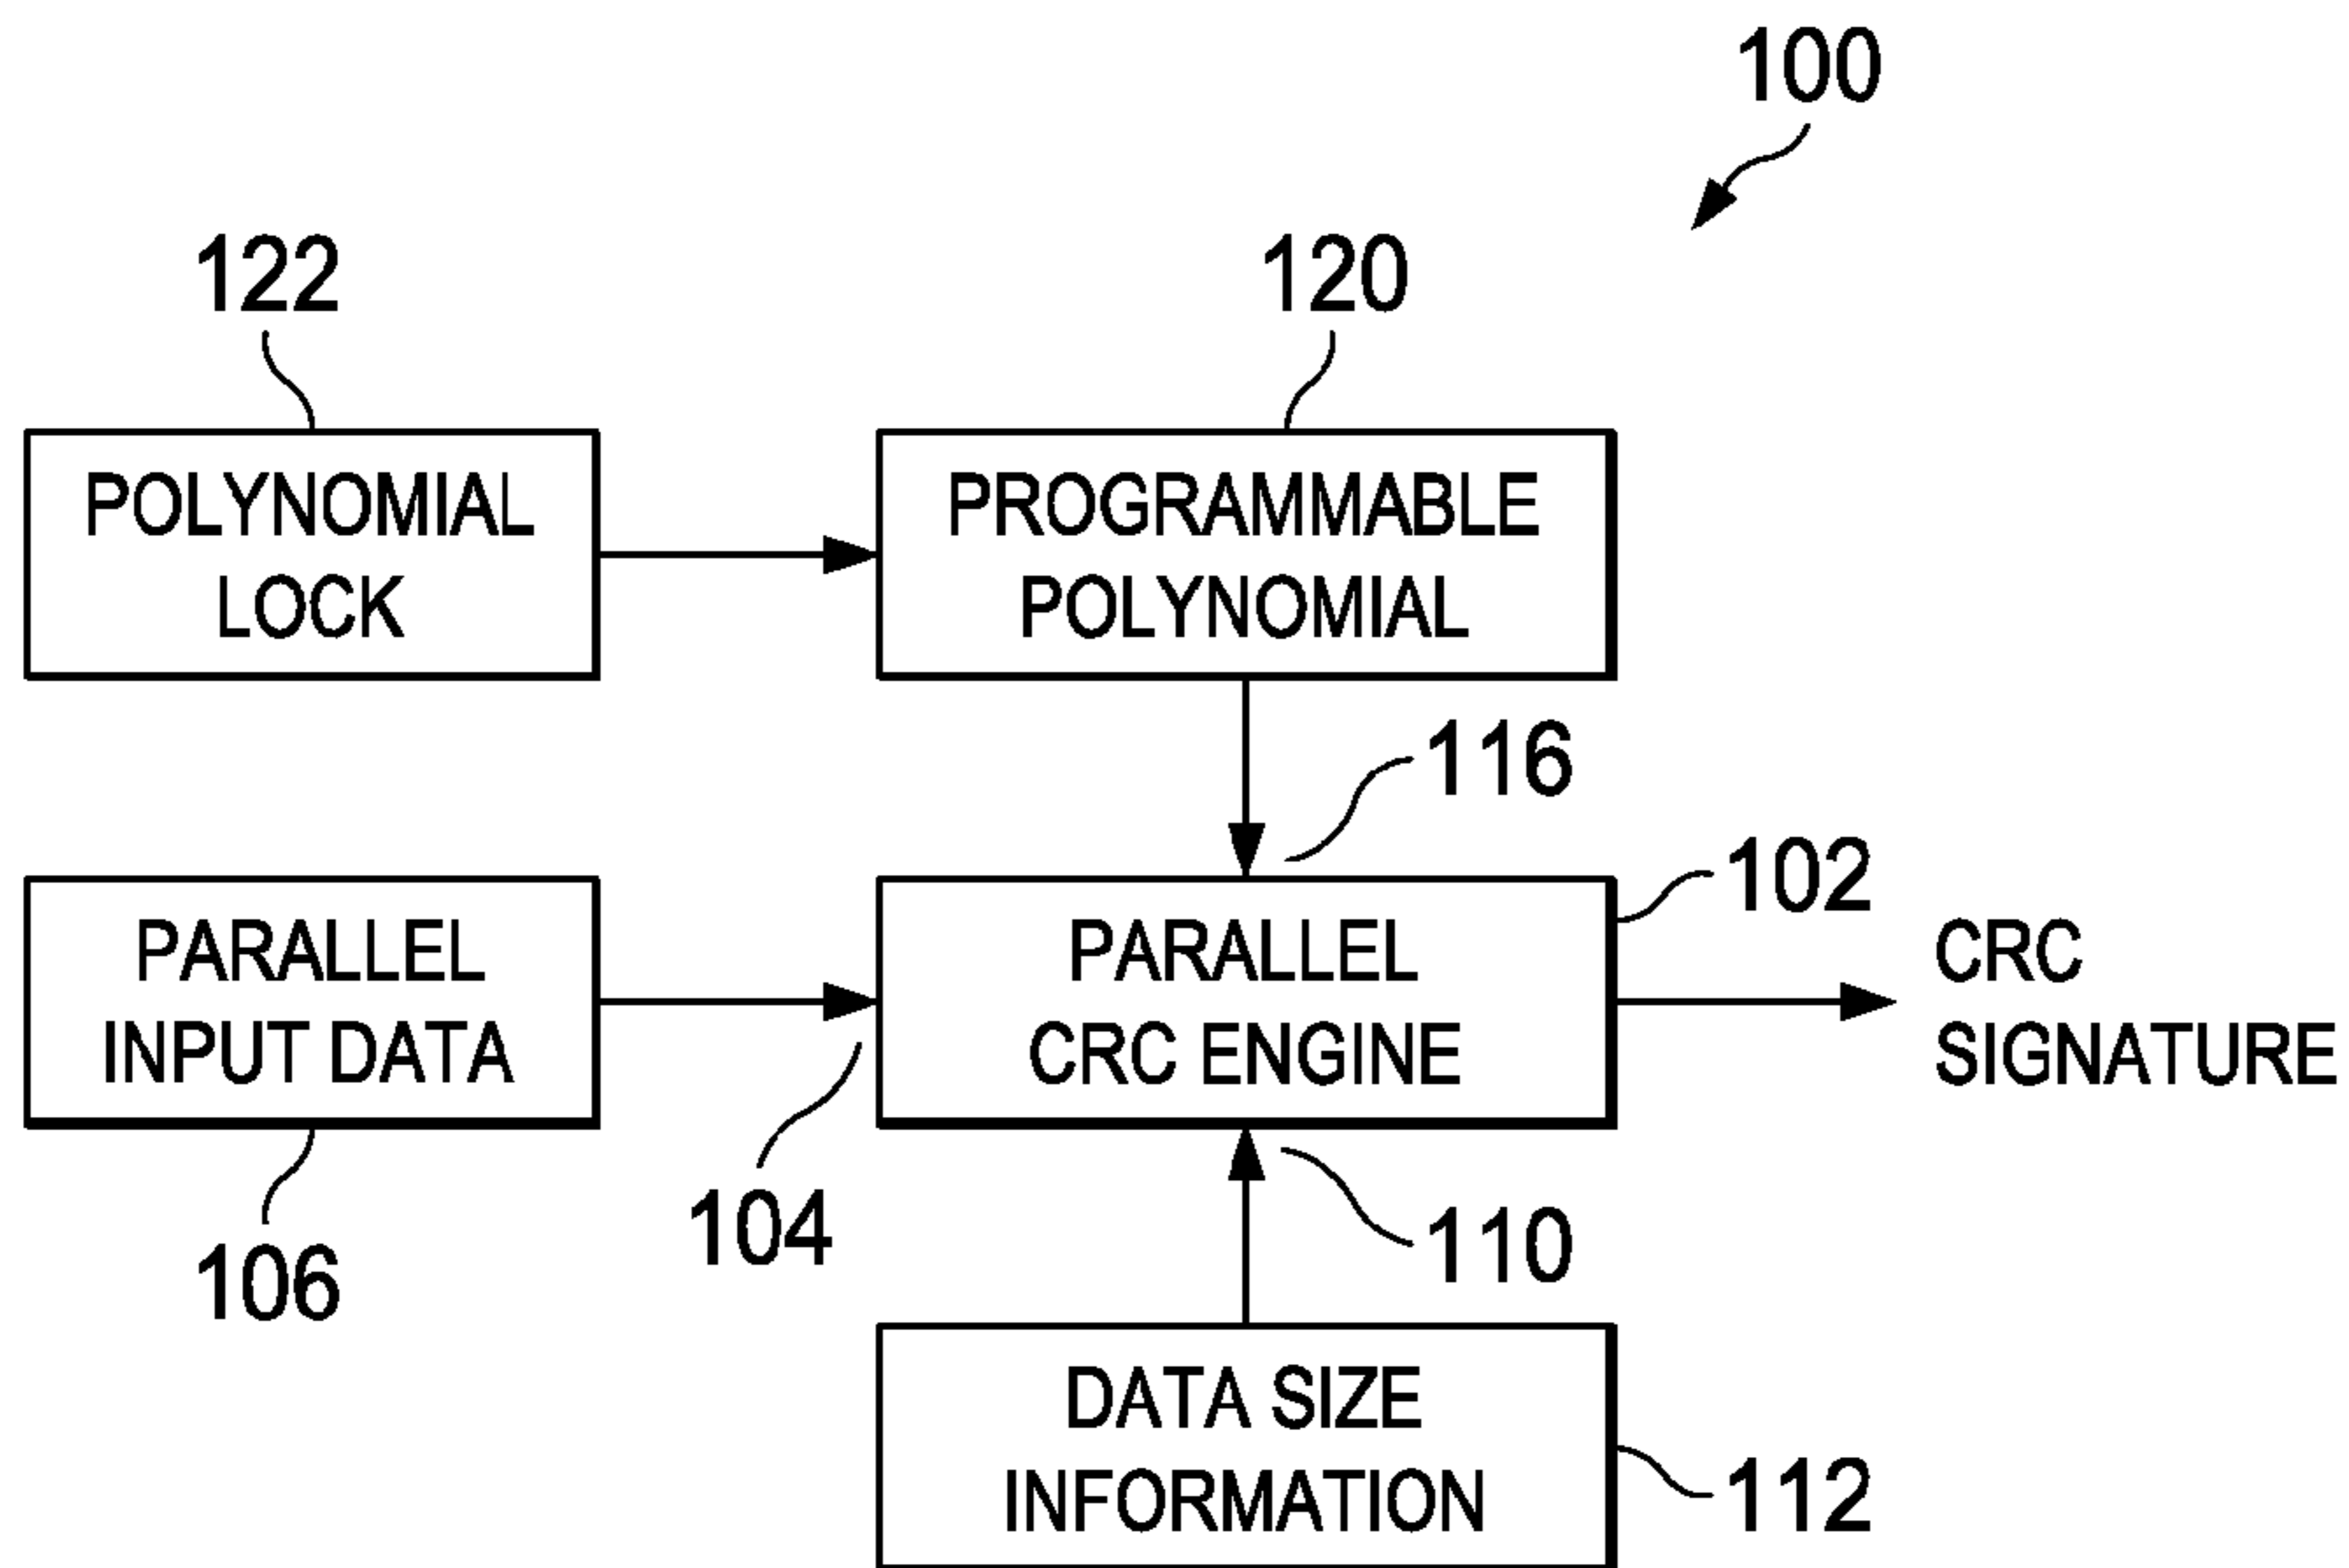 100
122
120
POLYNOMIAL
LOCK
PROGRAMMABLE
POLYNOMIAL
116
102
PARALLEL
INPUT DATA
PARALLEL
CRC ENGINE
CRC
SIGNATURE
104
110
106
DATA SIZE
INFORMATION
112